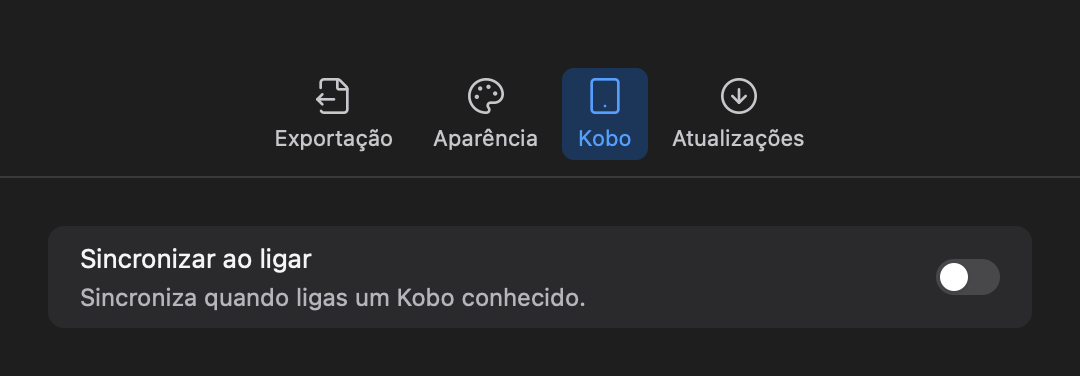 Exportação
Aparência
Kobo
Atualizações
Sincronizar ao ligar
Sincroniza quando ligas um Kobo conhecido.